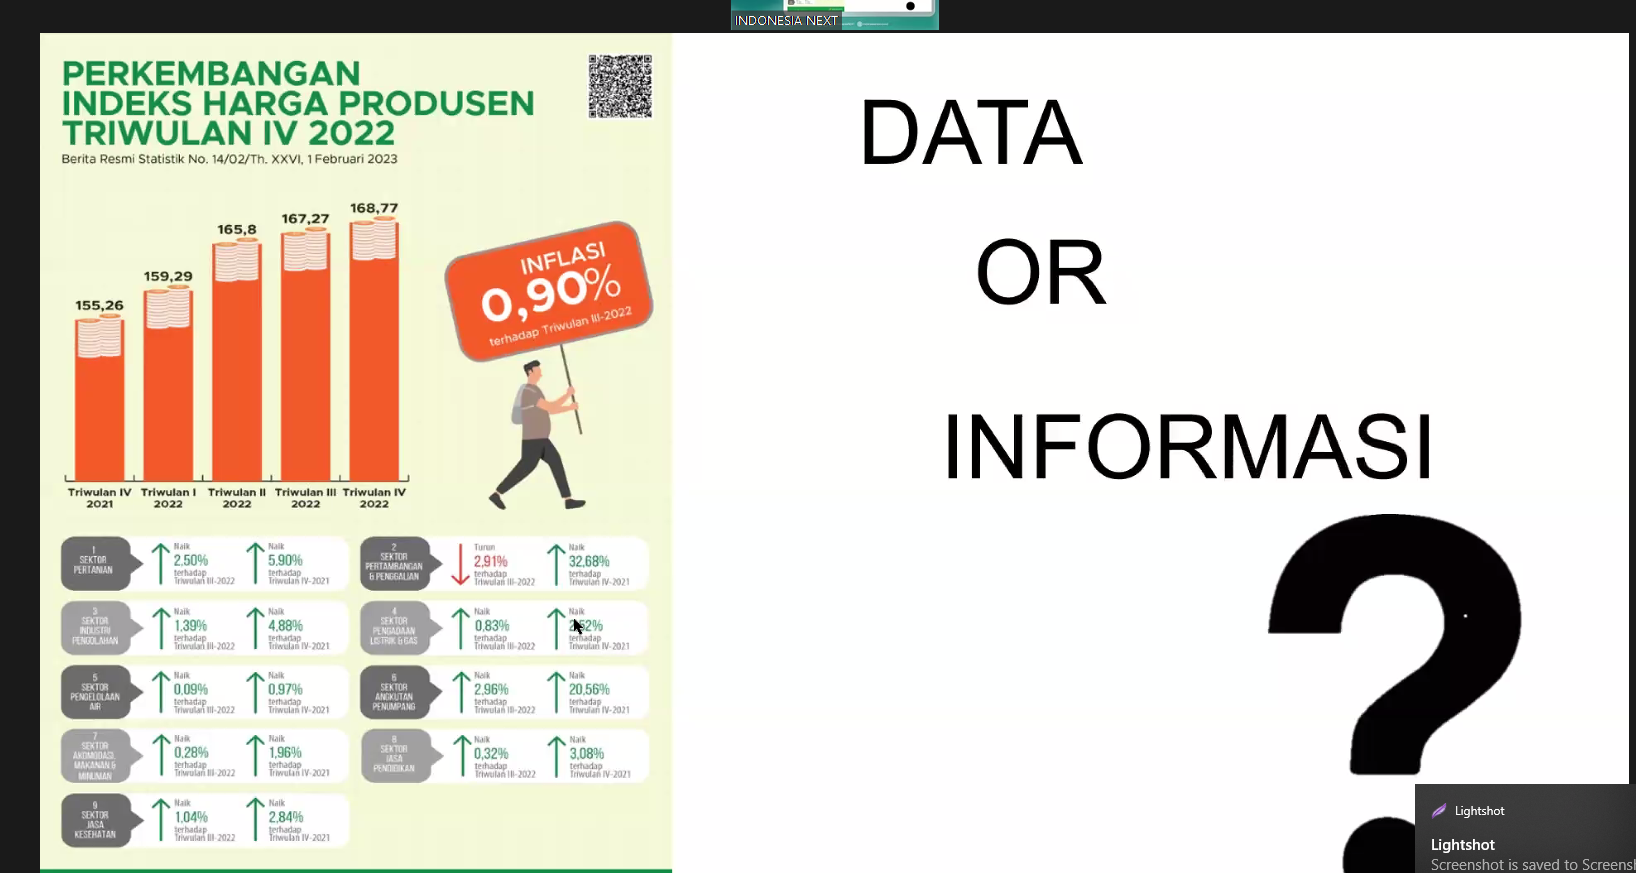 INDONESIA NEXT
PERKEMBANGAN
INDEKS HARGA PRODUSEN
TRIWULAN IV 2022
Berita Resmi Statistik No. 14/02/Th. XXVI, 1 Februari 2023
155,26
159,29
165,8
167,27
168,77
Triwulan IV
2021
Triwulan I
2022
Triwulan II
2022
Triwulan III
2022
Triwulan IV
2022
INFLASI
0,90%
terhadap Triwulan III-2022
1
SEKTOR
PERTANIAN
Naik
2,50%
terhadap
Triwulan III-2022
Naik
5,90%
terhadap
Triwulan IV-2021
2
SEKTOR
PERTAMBANGAN
& PENGGALIAN
Turun
2,91%
terhadap
Triwulan III-2022
Naik
32,68%
terhadap
Triwulan IV-2021
3
SEKTOR
INDUSTRI
PENGOLAHAN
Naik
1,39%
terhadap
Triwulan III-2022
Naik
4,88%
terhadap
Triwulan IV-2021
4
SEKTOR
PENGADAAN
LISTRIK & GAS
Naik
0,83%
terhadap
Triwulan III-2022
Naik
terhadap
Triwulan IV-2021
5
SEKTOR
PENGELOLAAN
AIR
Naik
0,09%
terhadap
Triwulan III-2022
Naik
0,97%
terhadap
Triwulan IV-2021
6
SEKTOR
ANGKUTAN
PENUMPANG
Naik
2,96%
terhadap
Triwulan III-2022
Naik
20,56%
terhadap
Triwulan IV-2021
7
SEKTOR
AKOMODASI,
MAKANAN &
MINUMAN
Naik
0,28%
terhadap
Triwulan III-2022
Naik
1,96%
terhadap
Triwulan IV-2021
8
SEKTOR
JASA
PENDIDIKAN
Naik
0,32%
terhadap
Triwulan III-2022
Naik
3,08%
terhadap
Triwulan IV-2021
9
SEKTOR
JASA
KESEHATAN
Naik
1,04%
terhadap
Triwulan III-2022
Naik
2,84%
terhadap
Triwulan IV-2021
DATA
OR
INFORMASI
?
Lightshot
Lightshot
Screenshot is saved to